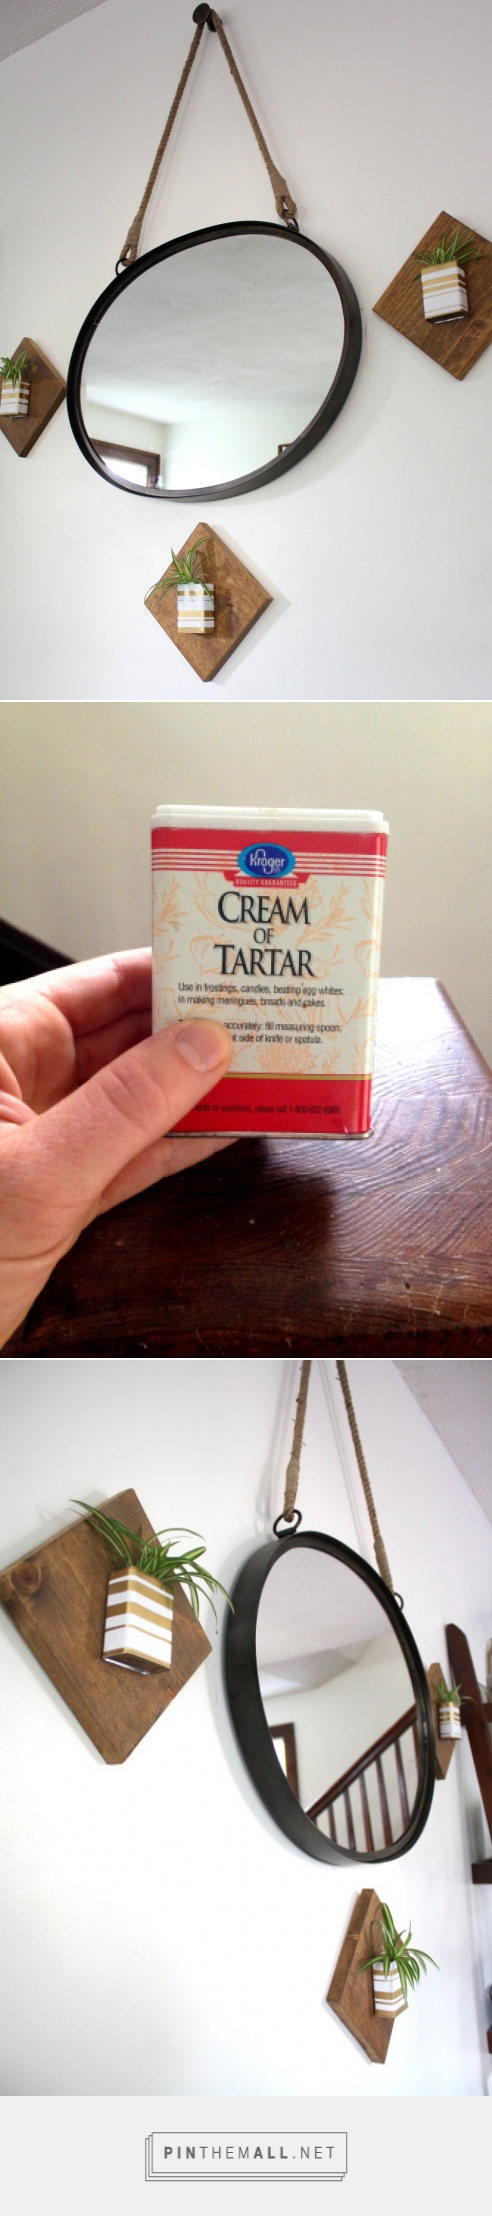 Kroger
QUALITY GUARANTEED
CREAM
OF
TARTAR
Use in frostings, candies, beating egg whites;
in making meringues, breads and cakes.
accurately: fill measuring spoon;
side of knife or spatula.
or questions, please call 1-800-632-6900
PINTHEMALL.NET